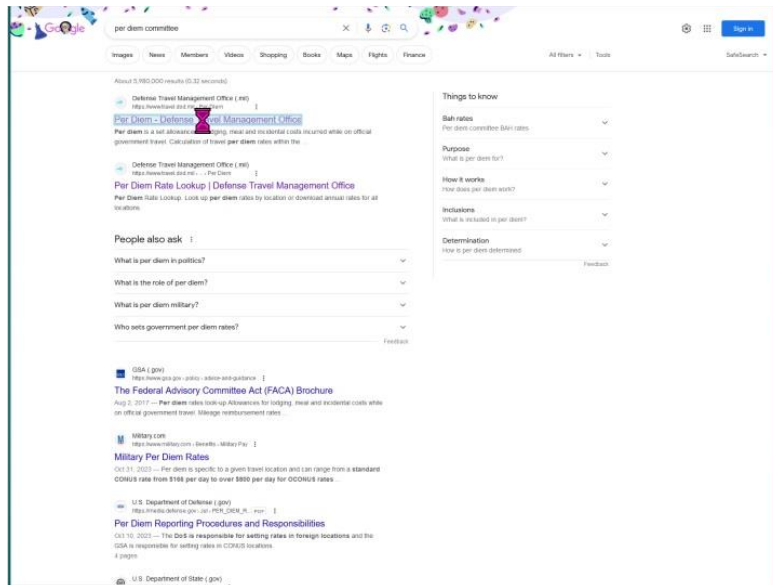 Google
per diem committee
Sign in
Images News Members Videos Shopping Books Maps Flights Finance
All filters Tools
SafeSearch
About 5,980,000 results (0.32 seconds)
Defense Travel Management Office (.mil)
https://www.travel.dod.mil › Per Diem
Per Diem - Defense Travel Management Office
Per diem is a set allowance lodging, meal and incidental costs incurred while on official
government travel. Calculation of travel per diem rates within the ...
Defense Travel Management Office (.mil)
https://www.travel.dod.mil › ... › Per Diem
Per Diem Rate Lookup | Defense Travel Management Office
Per Diem Rate Lookup. Look up per diem rates by location or download annual rates for all
locations.
People also ask
What is per diem in politics?
What is the role of per diem?
What is per diem military?
Who sets government per diem rates?
Feedback
GSA (.gov)
https://www.gsa.gov › policy › advice-and-guidance
The Federal Advisory Committee Act (FACA) Brochure
Aug 2, 2017 — Per diem rates look-up Allowances for lodging, meal and incidental costs while
on official government travel. Mileage reimbursement rates ...
Military.com
https://www.military.com › Benefits › Military Pay
Military Per Diem Rates
Oct 31, 2023 — Per diem is specific to a given travel location and can range from a standard
CONUS rate from $166 per day to over $800 per day for OCONUS rates ...
U.S. Department of Defense (.gov)
https://media.defense.gov › Jul › PER_DIEM_R... PDF
Per Diem Reporting Procedures and Responsibilities
Oct 10, 2023 — The DoS is responsible for setting rates in foreign locations and the
GSA is responsible for setting rates in CONUS locations.
4 pages
U.S. Department of State (.gov)
Things to know
Bah rates
Per diem committee BAH rates
Purpose
What is per diem for?
How it works
How does per diem work?
Inclusions
What is included in per diem?
Determination
How is per diem determined
Feedback